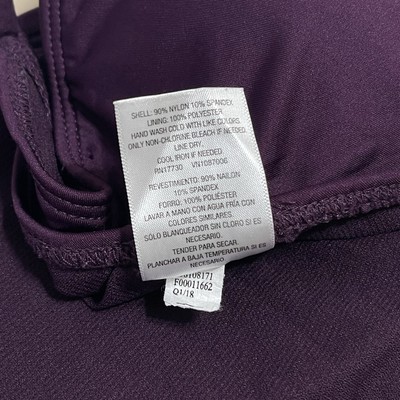 SHELL: 90% NYLON 10% SPANDEX
LINING: 100% POLYESTER
HAND WASH COLD WITH LIKE COLORS.
ONLY NON-CHLORINE BLEACH IF NEEDED.
LINE DRY.
COOL IRON IF NEEDED.
RN17730 VN1087006
REVESTIMIENTO: 90% NAILON
10% SPANDEX
FORRO: 100% POLIÉSTER
LAVAR A MANO CON AGUA FRÍA CON
COLORES SIMILARES.
SOLO BLANQUEADOR SIN CLORO SI ES
NECESARIO.
TENDER PARA SECAR.
PLANCHAR A BAJA TEMPERATURA SI ES
NECESARIO.
F00011662
Q1/18